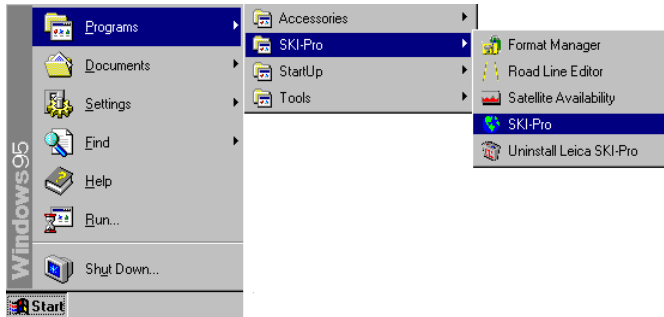 Programs
Documents
Settings
Find
Help
Run...
Shut Down...
Windows95
Start
Accessories
SKI-Pro
StartUp
Tools
Format Manager
Road Line Editor
Satellite Availability
SKI-Pro
Uninstall Leica SKI-Pro